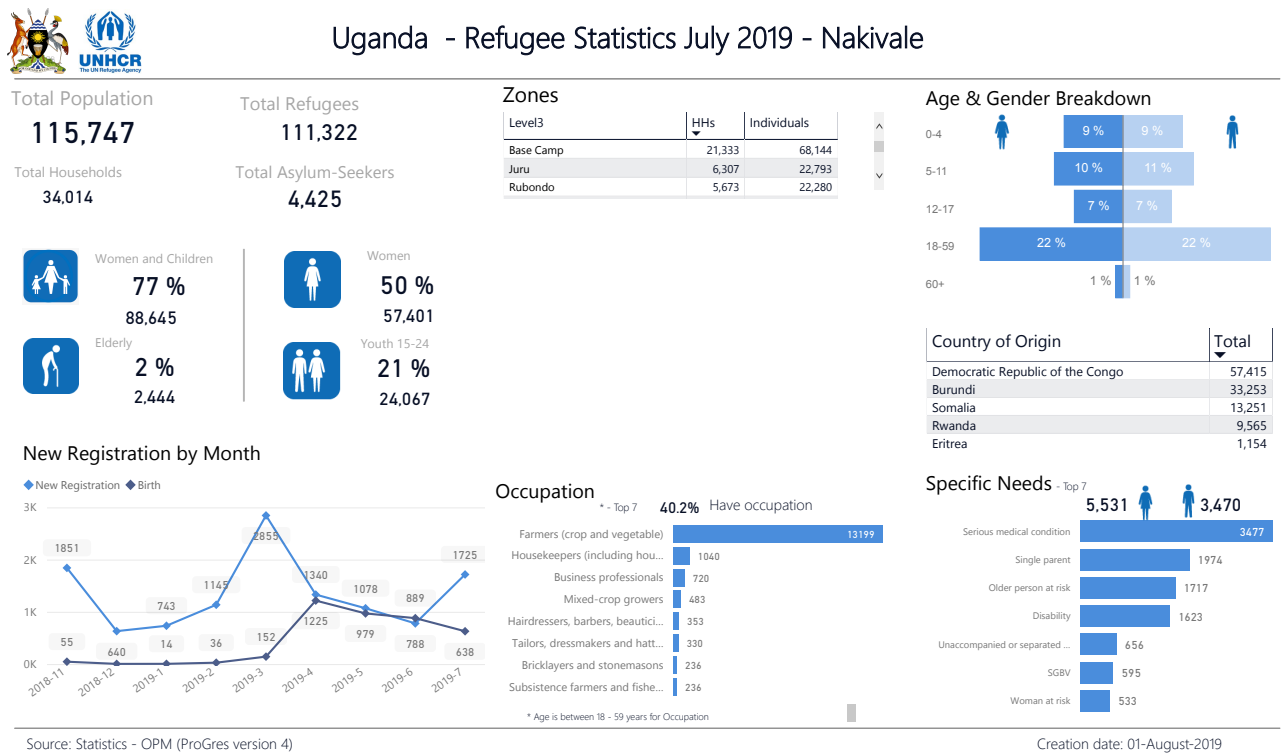 Uganda - Refugee Statistics July 2019 - Nakivale
UNHCR
The UN Refugee Agency
Total Population
115,747
Total Refugees
111,322
Total Households
34,014
Total Asylum-Seekers
4,425
Women and Children
77 %
88,645
Women
50 %
57,401
Elderly
2 %
2,444
Youth 15-24
21 %
24,067
Zones
Level3 HHs Individuals
Base Camp 21,333 68,144
Juru 6,307 22,793
Rubondo 5,673 22,280
Age & Gender Breakdown
0-4 9 % 9 %
5-11 10 % 11 %
12-17 7 % 7 %
18-59 22 % 22 %
60+ 1 % 1 %
Country of Origin Total
Democratic Republic of the Congo 57,415
Burundi 33,253
Somalia 13,251
Rwanda 9,565
Eritrea 1,154
New Registration by Month
New Registration Birth
3K
2K
1K
0K
1851 640 743 1145 2855 1340 1078 788 1725
55 14 36 152 1225 979 889 638
2018-11 2018-12 2019-1 2019-2 2019-3 2019-4 2019-5 2019-6 2019-7
Occupation
* - Top 7 40.2% Have occupation
Farmers (crop and vegetable) 13199
Housekeepers (including hou... 1040
Business professionals 720
Mixed-crop growers 483
Hairdressers, barbers, beautici... 353
Tailors, dressmakers and hatt... 330
Bricklayers and stonemasons 236
Subsistence farmers and fishe... 236
* Age is between 18 - 59 years for Occupation
Specific Needs - Top 7
5,531 3,470
Serious medical condition 3477
Single parent 1974
Older person at risk 1717
Disability 1623
Unaccompanied or separated ... 656
SGBV 595
Woman at risk 533
Source: Statistics - OPM (ProGres version 4)
Creation date: 01-August-2019